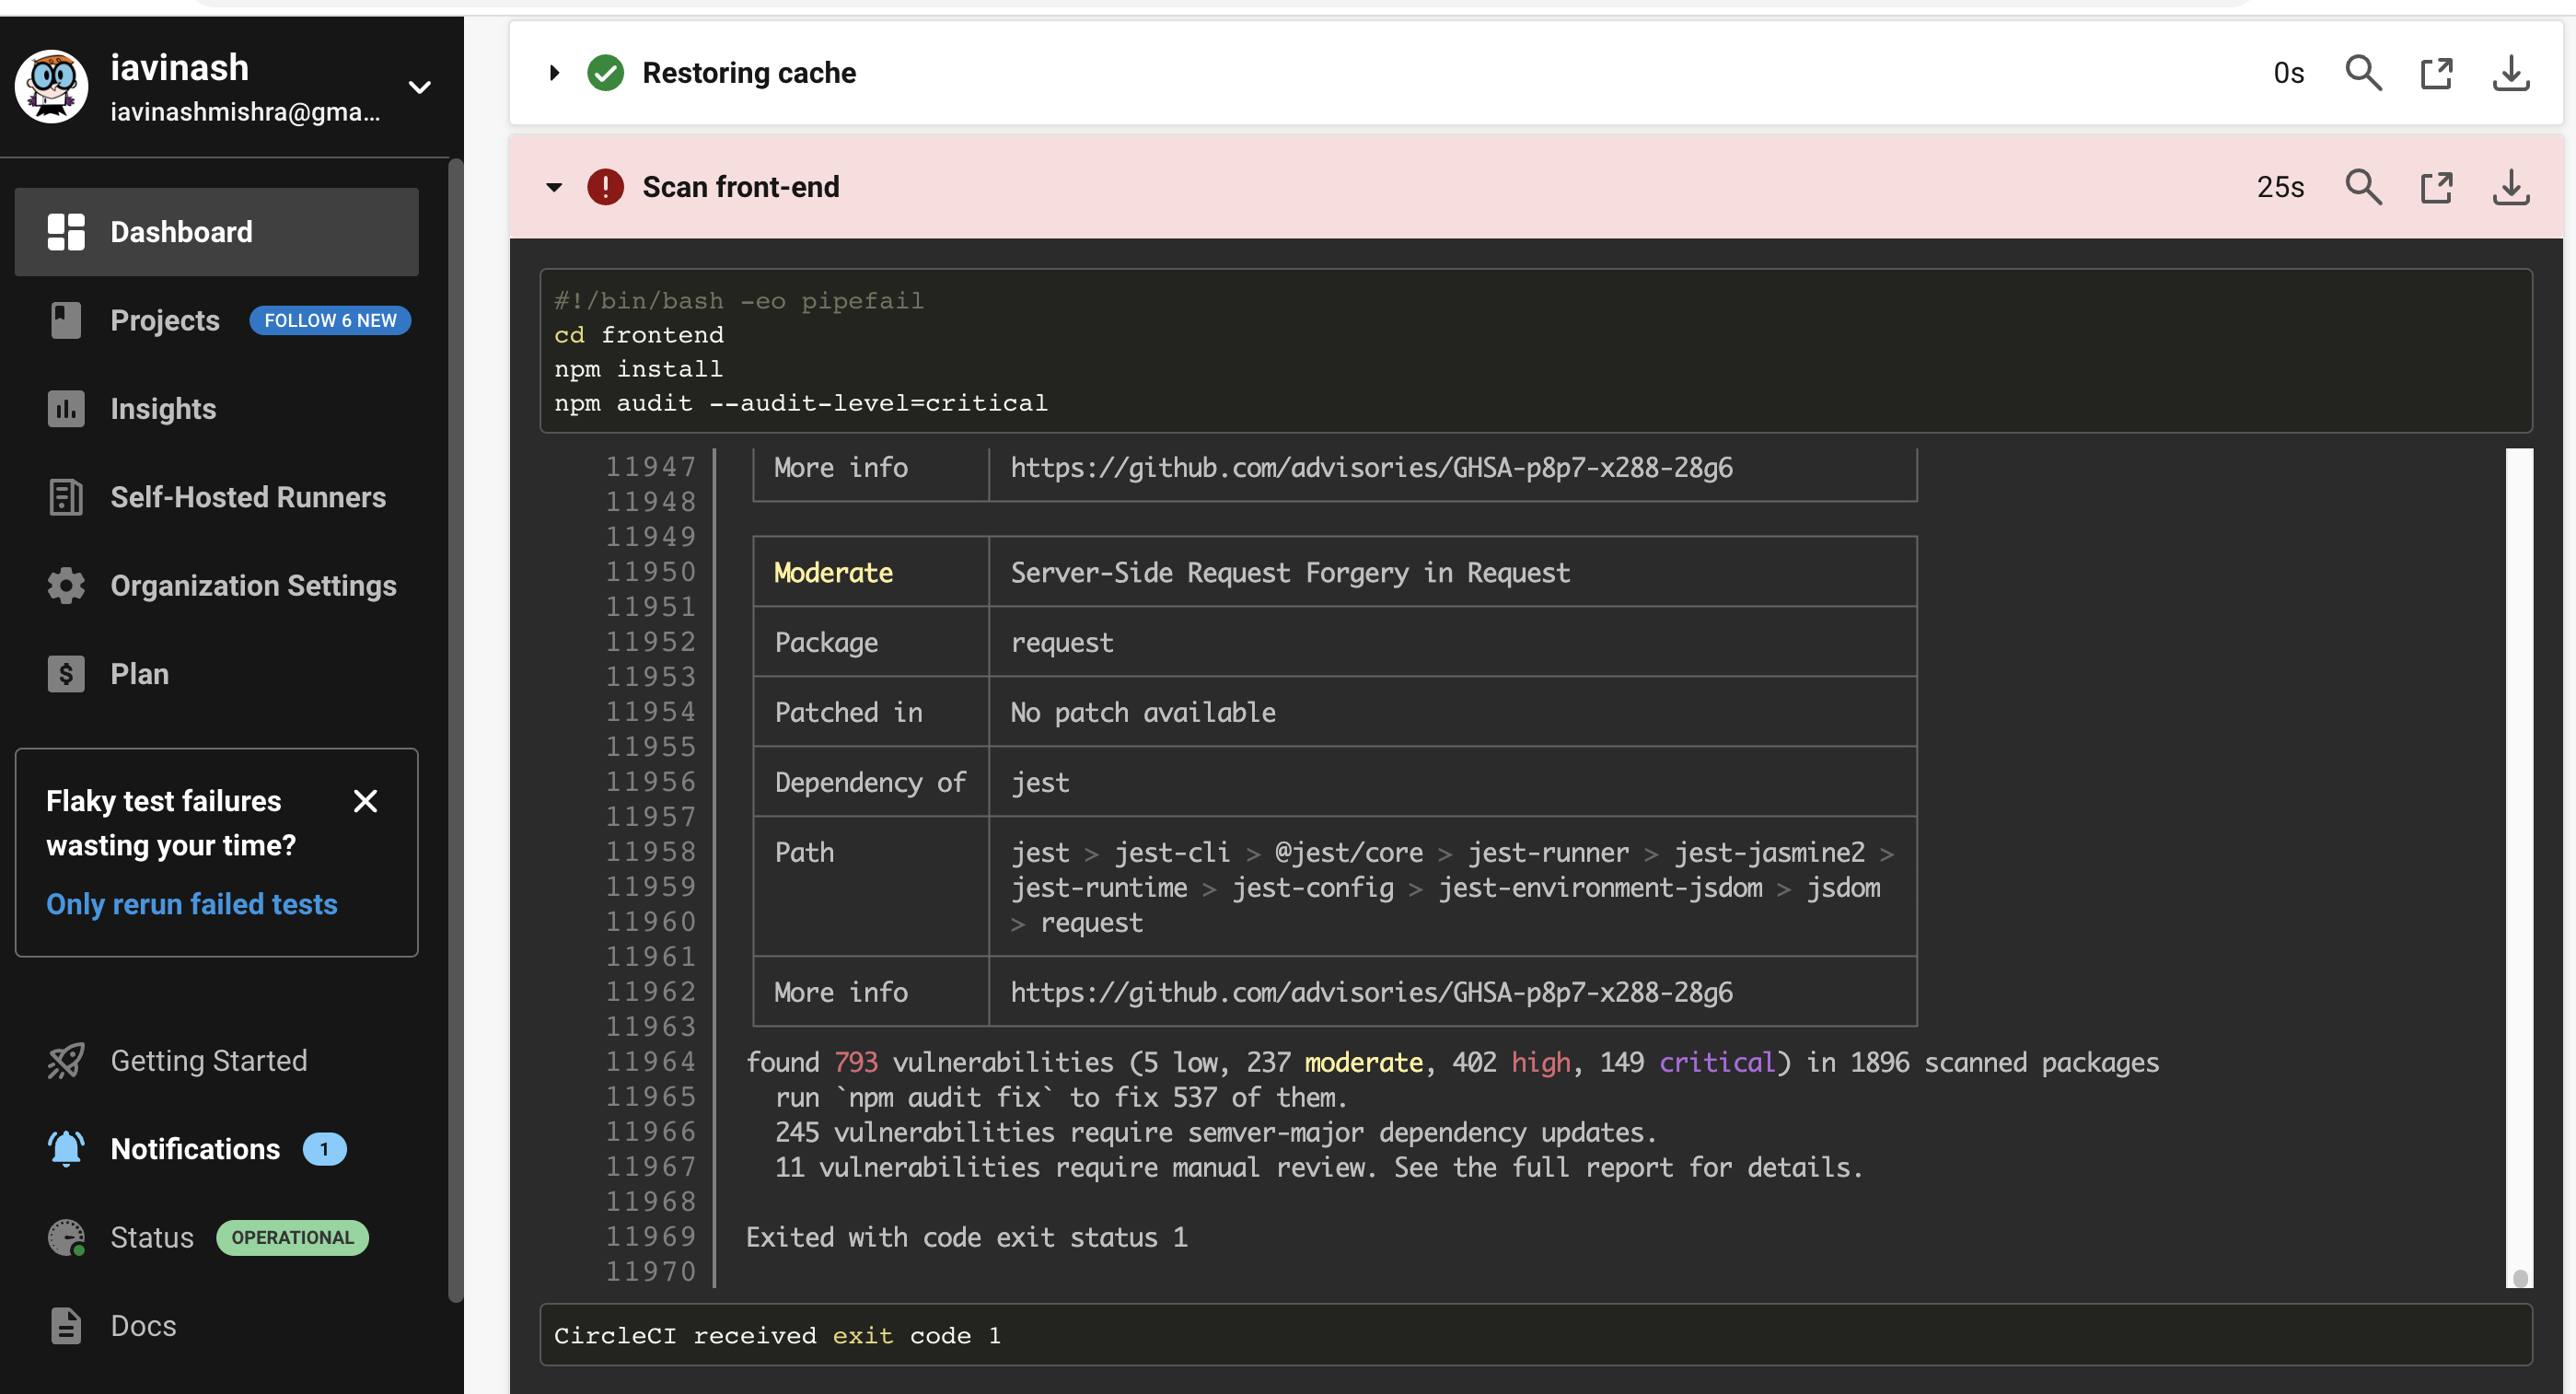 iavinash
iavinashmishra@gma...
Dashboard
Projects FOLLOW 6 NEW
Insights
Self-Hosted Runners
Organization Settings
Plan
Flaky test failures
wasting your time?
Only rerun failed tests
Getting Started
Notifications 1
Status OPERATIONAL
Docs
Restoring cache 0s
Scan front-end 25s
#!/bin/bash -eo pipefail
cd frontend
npm install
npm audit --audit-level=critical
11947 More info https://github.com/advisories/GHSA-p8p7-x288-28g6
11948
11949
11950 Moderate Server-Side Request Forgery in Request
11951
11952 Package request
11953
11954 Patched in No patch available
11955
11956 Dependency of jest
11957
11958 Path jest > jest-cli > @jest/core > jest-runner > jest-jasmine2 >
11959 jest-runtime > jest-config > jest-environment-jsdom > jsdom
11960 > request
11961
11962 More info https://github.com/advisories/GHSA-p8p7-x288-28g6
11963
11964 found 793 vulnerabilities (5 low, 237 moderate, 402 high, 149 critical) in 1896 scanned packages
11965 run `npm audit fix` to fix 537 of them.
11966 245 vulnerabilities require semver-major dependency updates.
11967 11 vulnerabilities require manual review. See the full report for details.
11968
11969 Exited with code exit status 1
11970
CircleCI received exit code 1